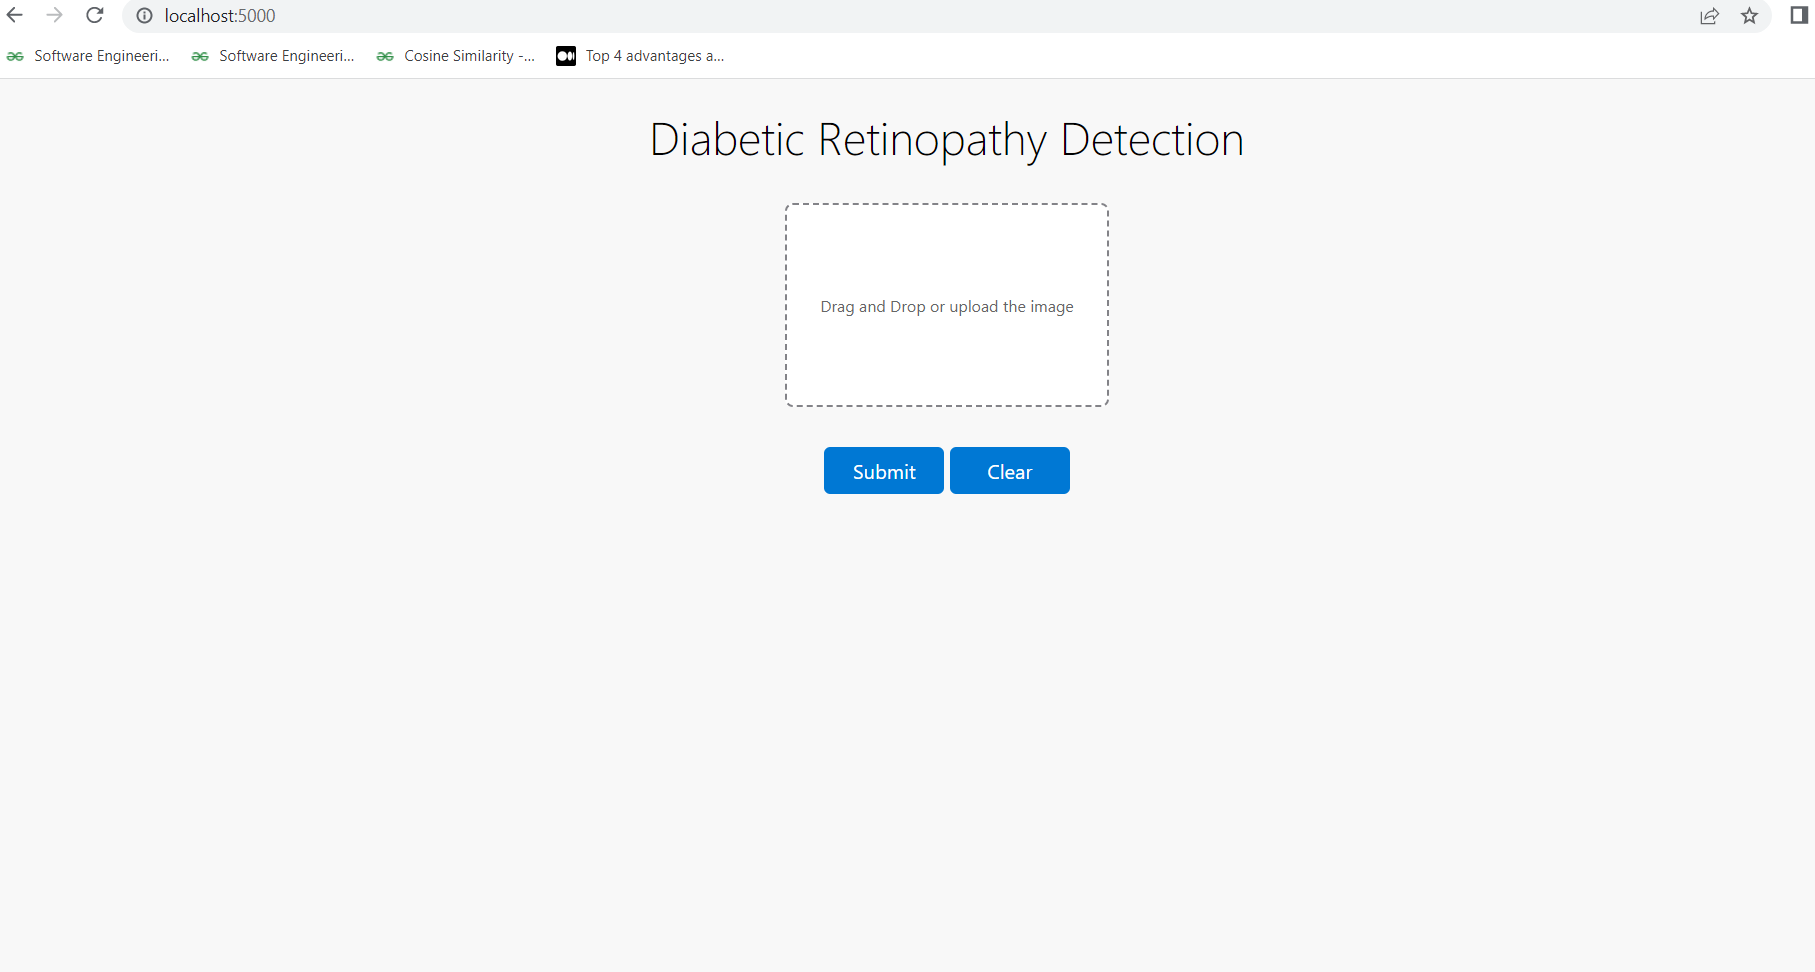 localhost:5000
Software Engineeri... Software Engineeri... Cosine Similarity -... Top 4 advantages a...
Diabetic Retinopathy Detection
Drag and Drop or upload the image
Submit Clear